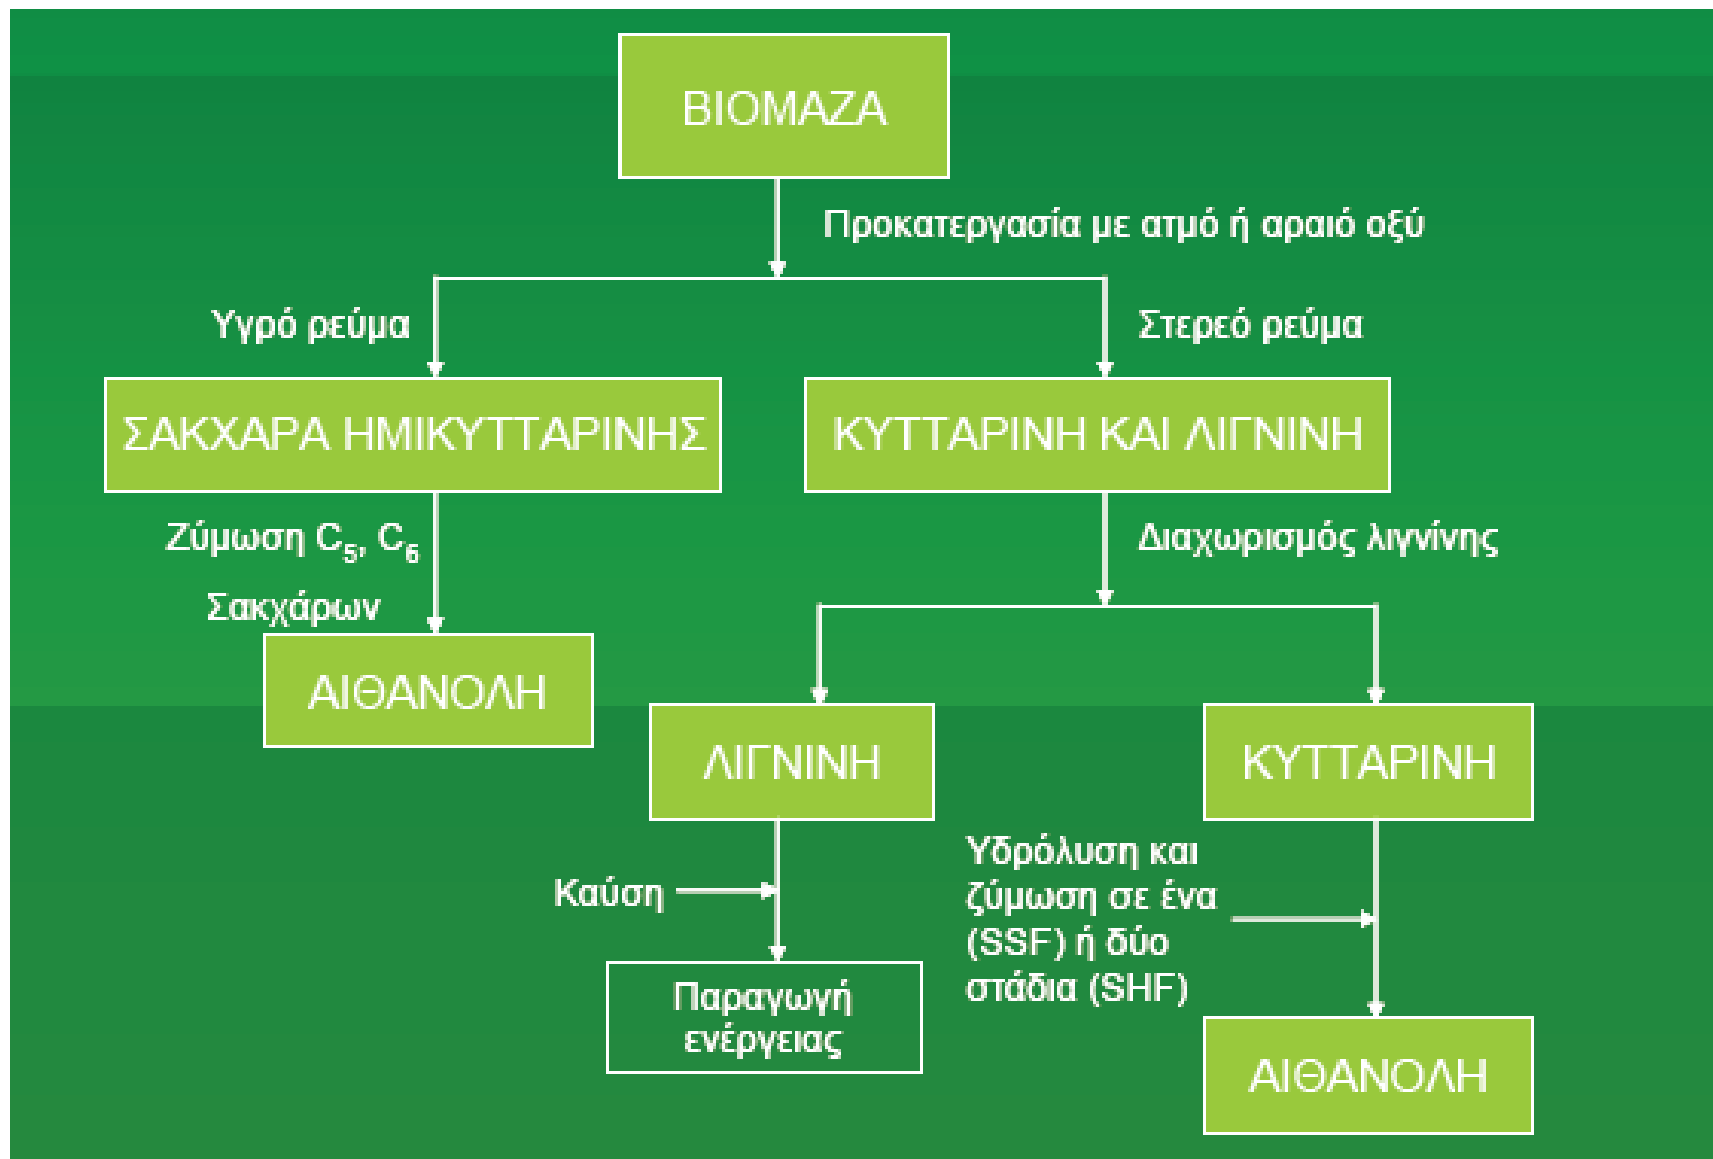 ΒΙΟΜΑΖΑ
Προκατεργασία με ατμό ή αραιό οξύ
Υγρό ρεύμα
Στερεό ρεύμα
ΣΑΚΧΑΡΑ ΗΜΙΚΥΤΤΑΡΙΝΗΣ
ΚΥΤΤΑΡΙΝΗ ΚΑΙ ΛΙΓΝΙΝΗ
Ζύμωση C₅, C₆
Σακχάρων
Διαχωρισμός λιγνίνης
ΑΙΘΑΝΟΛΗ
ΛΙΓΝΙΝΗ
ΚΥΤΤΑΡΙΝΗ
Καύση
Υδρόλυση και
ζύμωση σε ένα
(SSF) ή δύο
στάδια (SHF)
Παραγωγή
ενέργειας
ΑΙΘΑΝΟΛΗ